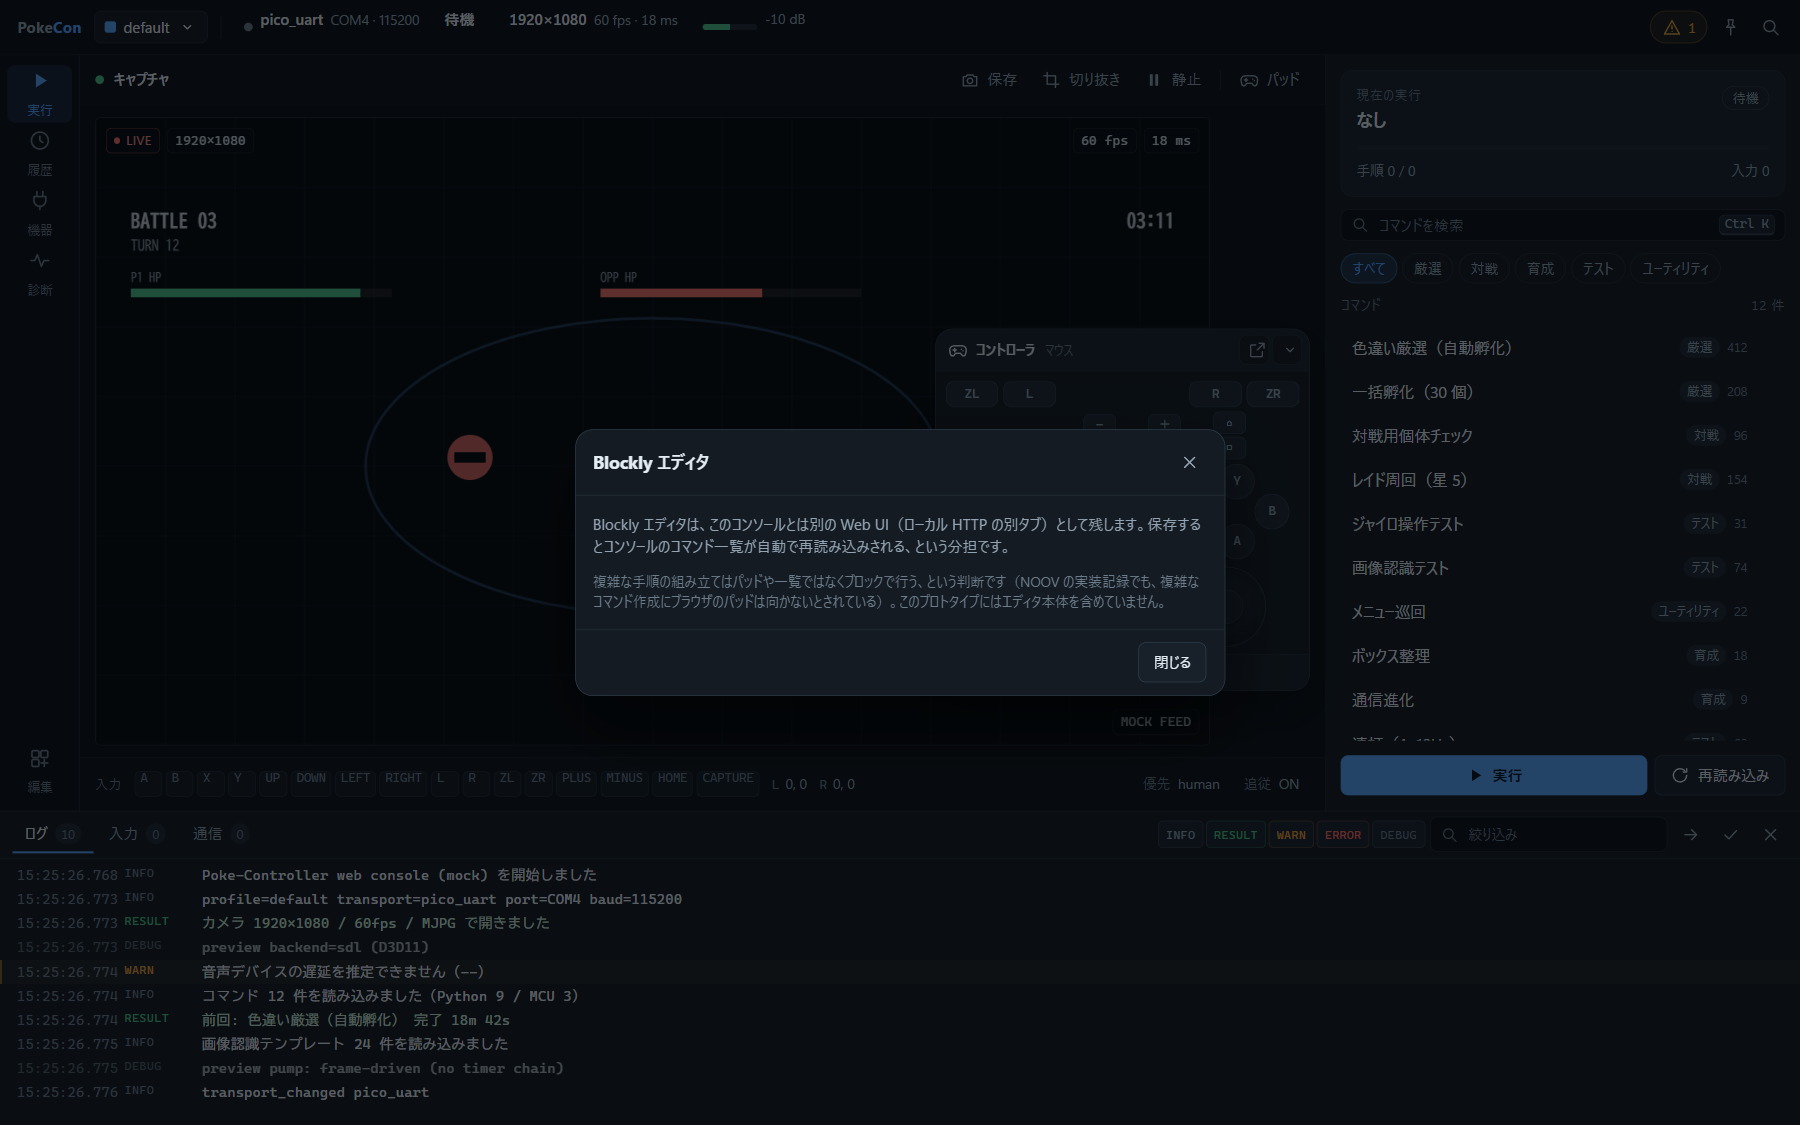 PokeCon
default
pico_uart COM4 · 115200
待機
1920×1080 60 fps · 18 ms
-10 dB
1
実行
履歴
機器
診断
編集
キャプチャ
保存
切り抜き
静止
パッド
LIVE
1920×1080
60 fps
18 ms
BATTLE 03
03:11
TURN 12
P1 HP
OPP HP
コントローラ マウス
ZL
L
R
ZR
−
+
Y
B
A
Blockly エディタ
Blockly エディタは、このコンソールとは別の Web UI（ローカル HTTP の別タブ）として残します。保存する
とコンソールのコマンド一覧が自動で再読み込みされる、という分担です。
複雑な手順の組み立てはパッドや一覧ではなくブロックで行う、という判断です（NOOV の実装記録でも、複雑な
コマンド作成にブラウザのパッドは向かないとされている）。このプロトタイプにはエディタ本体を含めていません。
閉じる
MOCK FEED
入力 A B X Y UP DOWN LEFT RIGHT L R ZL ZR PLUS MINUS HOME CAPTURE L 0, 0 R 0, 0
優先 human 追従 ON
現在の実行
待機
なし
手順 0 / 0
入力 0
コマンドを検索
Ctrl K
すべて 厳選 対戦 育成 テスト ユーティリティ
コマンド
12 件
色違い厳選（自動孵化） 厳選 412
一括孵化（30 個） 厳選 208
対戦用個体チェック 対戦 96
レイド周回（星 5） 対戦 154
ジャイロ操作テスト テスト 31
画像認識テスト テスト 74
メニュー巡回 ユーティリティ 22
ボックス整理 育成 18
通信進化 育成 9
実行
再読み込み
ログ 10
入力 0
通信 0
INFO RESULT WARN ERROR DEBUG
絞り込み
15:25:26.768 INFO Poke-Controller web console (mock) を開始しました
15:25:26.773 INFO profile=default transport=pico_uart port=COM4 baud=115200
15:25:26.773 RESULT カメラ 1920×1080 / 60fps / MJPG で開きました
15:25:26.773 DEBUG preview backend=sdl (D3D11)
15:25:26.774 WARN 音声デバイスの遅延を推定できません (--)
15:25:26.774 INFO コマンド 12 件を読み込みました (Python 9 / MCU 3)
15:25:26.774 RESULT 前回: 色違い厳選（自動孵化） 完了 18m 42s
15:25:26.775 INFO 画像認識テンプレート 24 件を読み込みました
15:25:26.775 DEBUG preview pump: frame-driven (no timer chain)
15:25:26.776 INFO transport_changed pico_uart